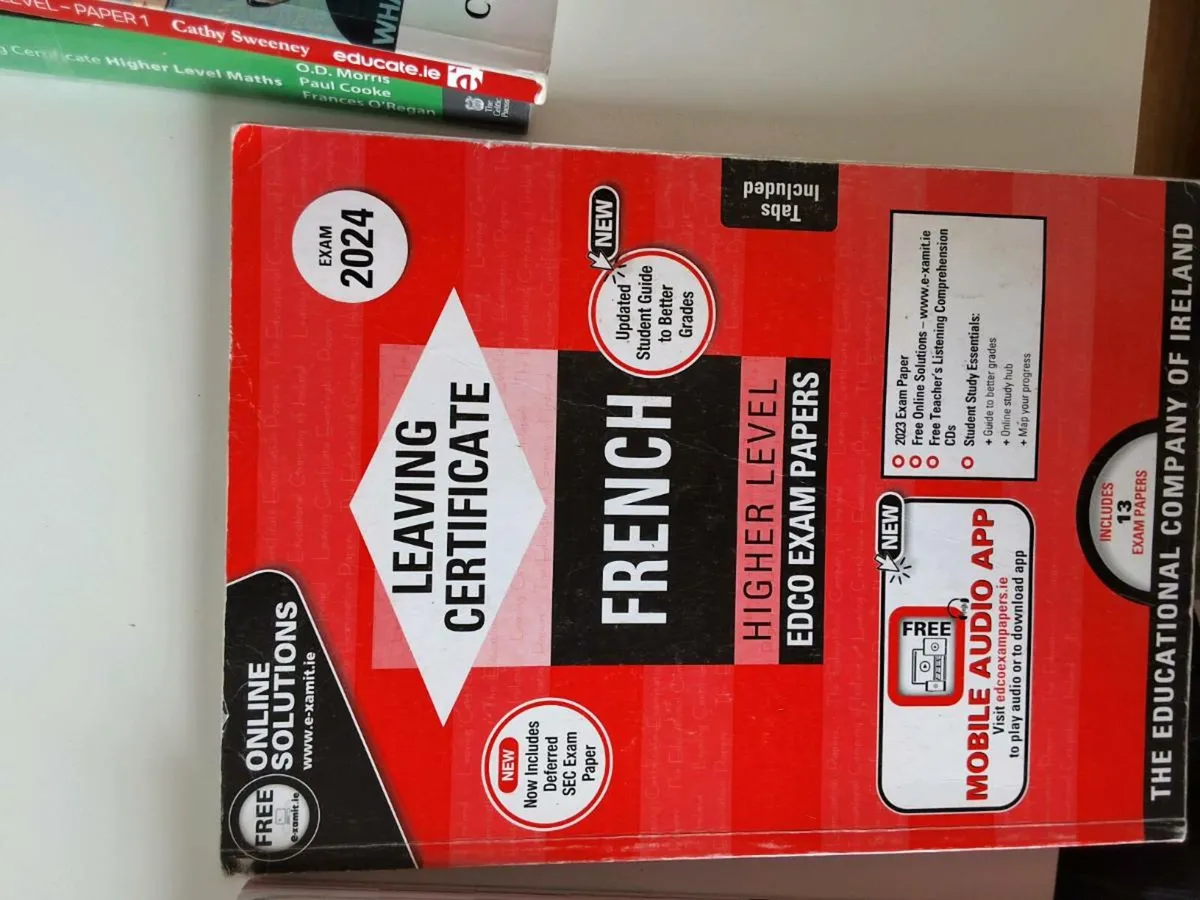 LEVEL – PAPER 1 Cathy Sweeney educate.ie
Certificate Higher Level Maths
O.D. Morris
Paul Cooke
Frances O'Regan
The
Celtic
Press
FREE
e-xamit.ie
ONLINE
SOLUTIONS
www.e-xamit.ie
EXAM
2024
LEAVING
CERTIFICATE
NEW
Now Includes
Deferred
SEC Exam
Paper
FRENCH
NEW
Updated
Student Guide
to Better
Grades
HIGHER LEVEL
EDCO EXAM PAPERS
Tabs
Included
NEW
FREE
MOBILE AUDIO APP
Visit edcoexampapers.ie
to play audio or to download app
2023 Exam Paper
Free Online Solutions – www.e-xamit.ie
Free Teacher's Listening Comprehension
CDs
Student Study Essentials:
+ Guide to better grades
+ Online study hub
+ Map your progress
INCLUDES
13
EXAM PAPERS
THE EDUCATIONAL COMPANY OF IRELAND